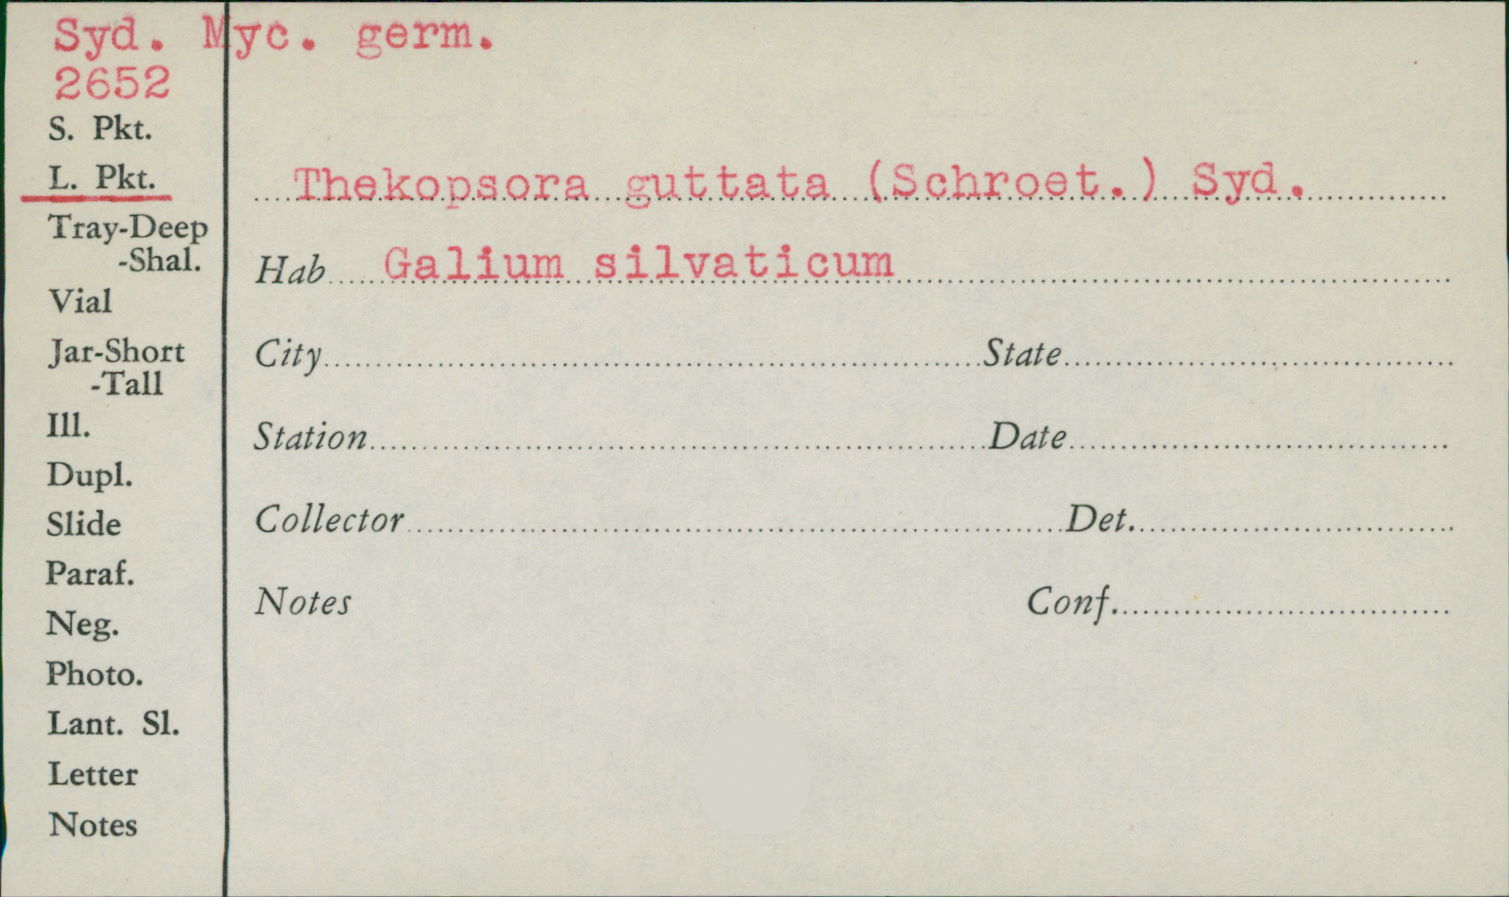 Syd. Myc. germ.
2652
S. Pkt.
L. Pkt.
Tray-Deep
-Shal.
Vial
Jar-Short
-Tall
Ill.
Dupl.
Slide
Paraf.
Neg.
Photo.
Lant. Sl.
Letter
Notes
Thekopsora guttata (Schroet.) Syd.
Hab Galium silvaticum
City State
Station Date
Collector Det.
Notes Conf.